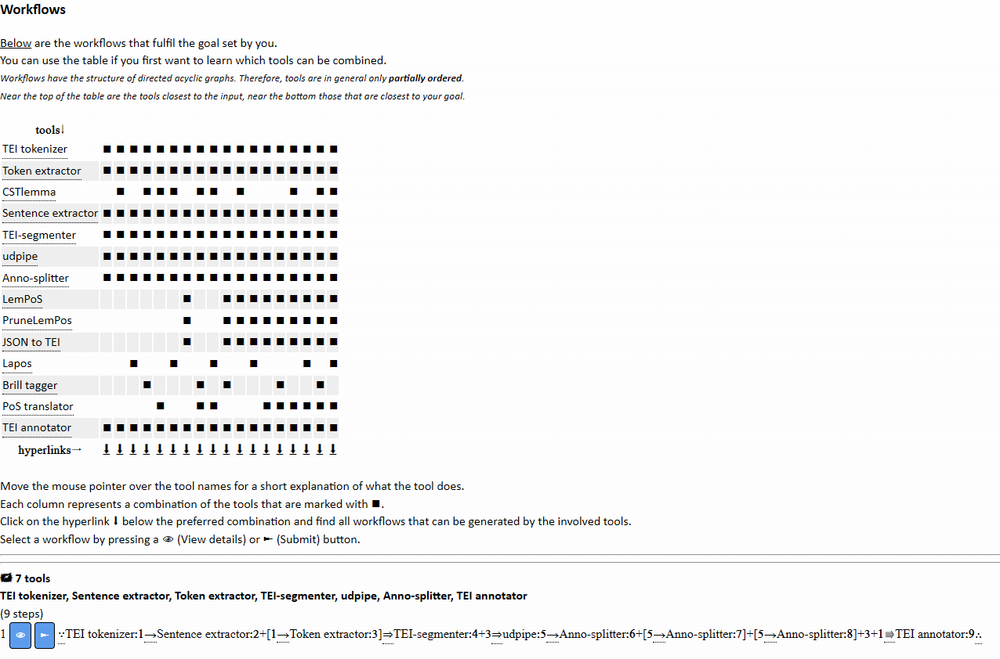 Workflows
Below are the workflows that fulfil the goal set by you.
You can use the table if you first want to learn which tools can be combined.
Workflows have the structure of directed acyclic graphs. Therefore, tools are in general only partially ordered.
Near the top of the table are the tools closest to the input, near the bottom those that are closest to your goal.
tools↓
TEI tokenizer ■ ■ ■ ■ ■ ■ ■ ■ ■ ■ ■ ■ ■ ■ ■ ■ ■ ■
Token extractor ■ ■ ■ ■ ■ ■ ■ ■ ■ ■ ■ ■ ■ ■ ■ ■ ■ ■
CSTlemma ■ ■ ■ ■ ■ ■ ■ ■ ■ ■
Sentence extractor ■ ■ ■ ■ ■ ■ ■ ■ ■ ■ ■ ■ ■ ■ ■ ■ ■ ■
TEI-segmenter ■ ■ ■ ■ ■ ■ ■ ■ ■ ■ ■ ■ ■ ■ ■ ■ ■ ■
udpipe ■ ■ ■ ■ ■ ■ ■ ■ ■ ■ ■ ■ ■ ■ ■ ■ ■ ■
Anno-splitter ■ ■ ■ ■ ■ ■ ■ ■ ■ ■ ■ ■ ■ ■ ■ ■ ■ ■
LemPoS ■ ■ ■ ■ ■ ■ ■ ■ ■ ■
PruneLemPos ■ ■ ■ ■ ■ ■ ■ ■ ■ ■
JSON to TEI ■ ■ ■ ■ ■ ■ ■ ■ ■ ■
Lapos ■ ■ ■ ■ ■ ■
Brill tagger ■ ■ ■ ■ ■
PoS translator ■ ■ ■ ■ ■ ■ ■ ■ ■
TEI annotator ■ ■ ■ ■ ■ ■ ■ ■ ■ ■ ■ ■ ■ ■ ■ ■ ■ ■
hyperlinks→ ⬇ ⬇ ⬇ ⬇ ⬇ ⬇ ⬇ ⬇ ⬇ ⬇ ⬇ ⬇ ⬇ ⬇ ⬇ ⬇ ⬇ ⬇
Move the mouse pointer over the tool names for a short explanation of what the tool does.
Each column represents a combination of the tools that are marked with ■.
Click on the hyperlink ⬇ below the preferred combination and find all workflows that can be generated by the involved tools.
Select a workflow by pressing a 👁 (View details) or ► (Submit) button.
7 tools
TEI tokenizer, Sentence extractor, Token extractor, TEI-segmenter, udpipe, Anno-splitter, TEI annotator
(9 steps)
1 ∵TEI tokenizer:1→Sentence extractor:2+[1→Token extractor:3]⇒TEI-segmenter:4+3⇒udpipe:5→Anno-splitter:6+[5→Anno-splitter:7]+[5→Anno-splitter:8]+3+1⇛TEI annotator:9∴